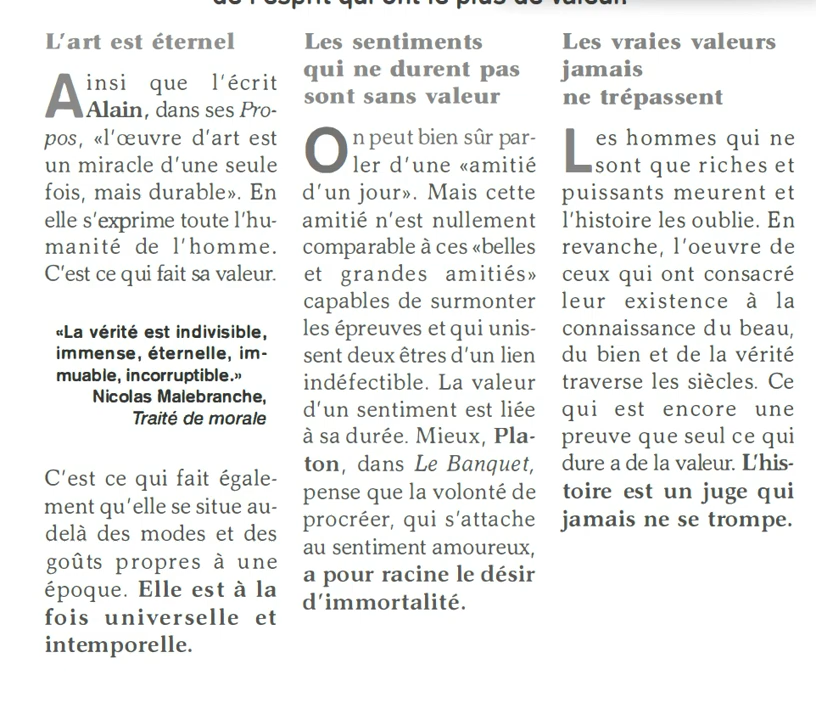 de l'esprit qui ont le plus de valeur.
L'art est éternel
Ainsi que l'écrit
Alain, dans ses Pro-
pos, «l'œuvre d'art est
un miracle d'une seule
fois, mais durable». En
elle s'exprime toute l'hu-
manité de l'homme.
C'est ce qui fait sa valeur.
«La vérité est indivisible,
immense, éternelle, im-
muable, incorruptible.»
Nicolas Malebranche,
Traité de morale
C'est ce qui fait égale-
ment qu'elle se situe au-
delà des modes et des
goûts propres à une
époque. Elle est à la
fois universelle et
intemporelle.
Les sentiments
qui ne durent pas
sont sans valeur
On peut bien sûr par-
ler d'une «amitié
d'un jour». Mais cette
amitié n'est nullement
comparable à ces «belles
et grandes amitiés»
capables de surmonter
les épreuves et qui unis-
sent deux êtres d'un lien
indéfectible. La valeur
d'un sentiment est liée
à sa durée. Mieux, Pla-
ton, dans Le Banquet,
pense que la volonté de
procréer, qui s'attache
au sentiment amoureux,
a pour racine le désir
d'immortalité.
Les vraies valeurs
jamais
ne trépassent
Les hommes qui ne
sont que riches et
puissants meurent et
l'histoire les oublie. En
revanche, l'oeuvre de
ceux qui ont consacré
leur existence à la
connaissance du beau,
du bien et de la vérité
traverse les siècles. Ce
qui est encore une
preuve que seul ce qui
dure a de la valeur. L'his-
toire est un juge qui
jamais ne se trompe.